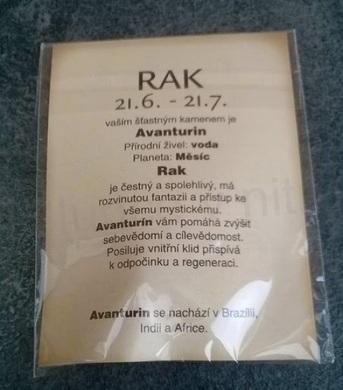 RAK
21.6. - 21.7.
vaším šťastným kamenem je
Avanturin
Přírodní živel: voda
Planeta: Měsíc
Rak
je čestný a spolehlivý, má
rozvinutou fantazii a přístup ke
všemu mystickému.
Avanturín vám pomáhá zvýšit
sebevědomí a cílevědomost.
Posiluje vnitřní klid přispívá
k odpočinku a regeneraci.
Avanturin se nachází v Brazílii,
Indii a Africe.